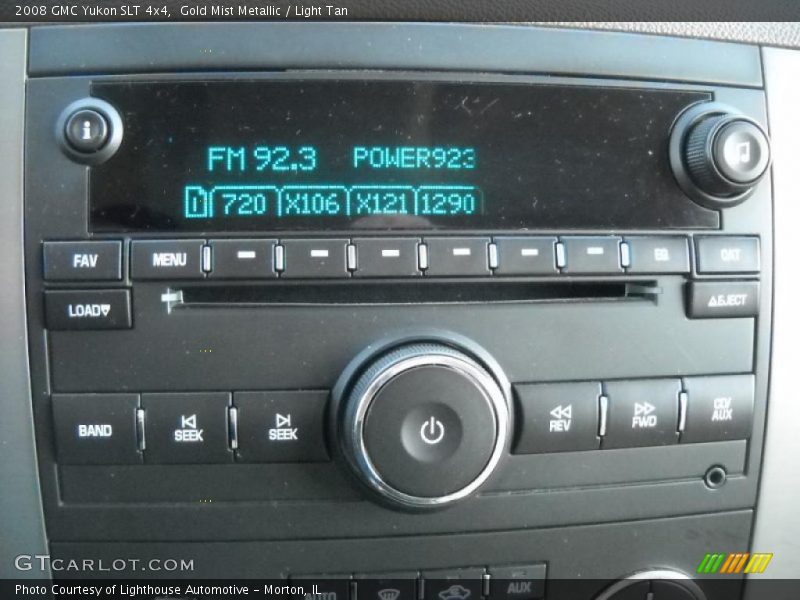 2008 GMC Yukon SLT 4x4,  Gold Mist Metallic / Light Tan
i
FM 92.3 POWER923
720 X106 X121 1290
FAV MENU EQ CAT
LOAD EJECT
BAND SEEK SEEK REV FWD CD/ AUX
AUTO AUX
GTCARLOT.COM
Photo Courtesy of Lighthouse Automotive - Morton, IL